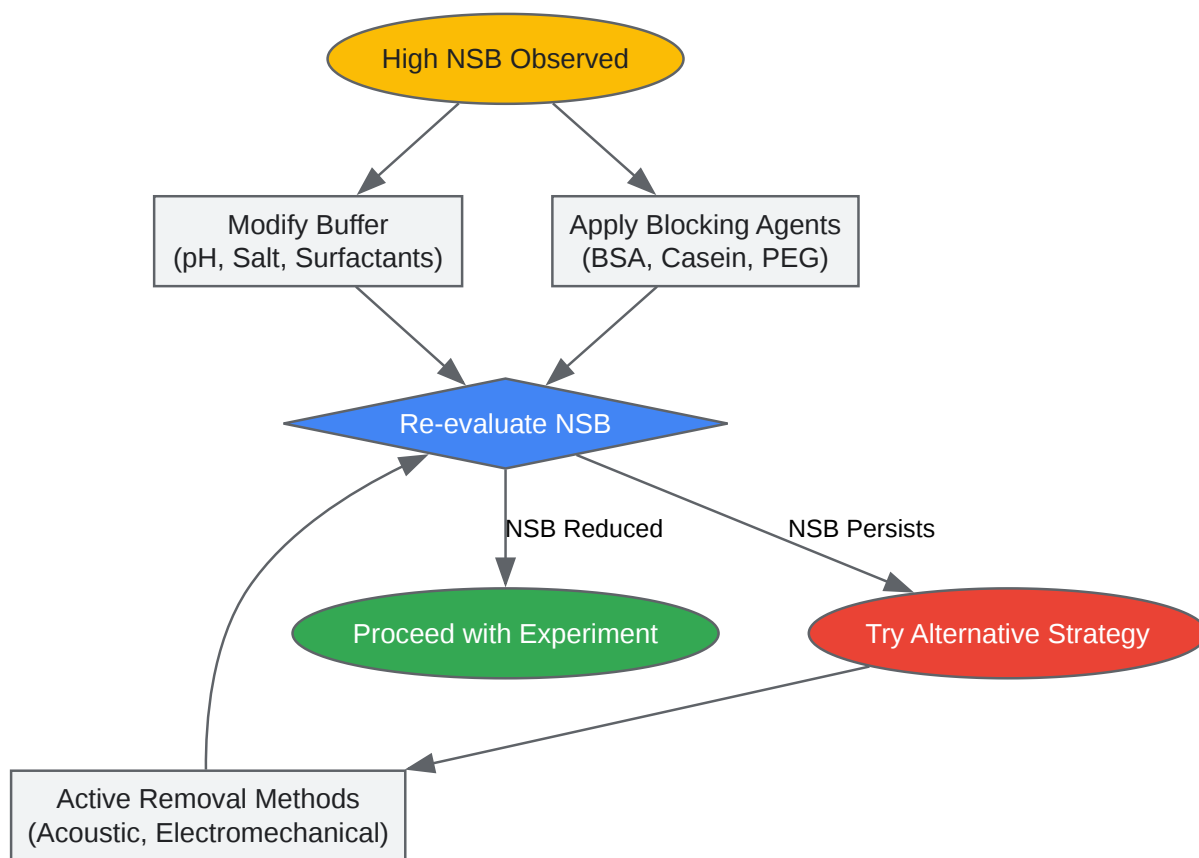 High NSB Observed
Modify Buffer
(pH, Salt, Surfactants)
Apply Blocking Agents
(BSA, Casein, PEG)
Re-evaluate NSB
NSB Reduced
NSB Persists
Proceed with Experiment
Try Alternative Strategy
Active Removal Methods
(Acoustic, Electromechanical)